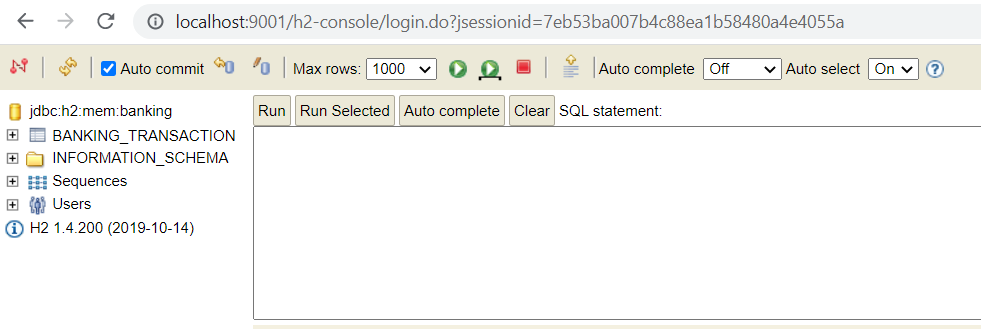 localhost:9001/h2-console/login.do?jsessionid=7eb53ba007b4c88ea1b58480a4e4055a
Auto commit Max rows: 1000 Auto complete Off Auto select On ?
jdbc:h2:mem:banking
BANKING_TRANSACTION
INFORMATION_SCHEMA
Sequences
Users
H2 1.4.200 (2019-10-14)
Run Run Selected Auto complete Clear SQL statement: